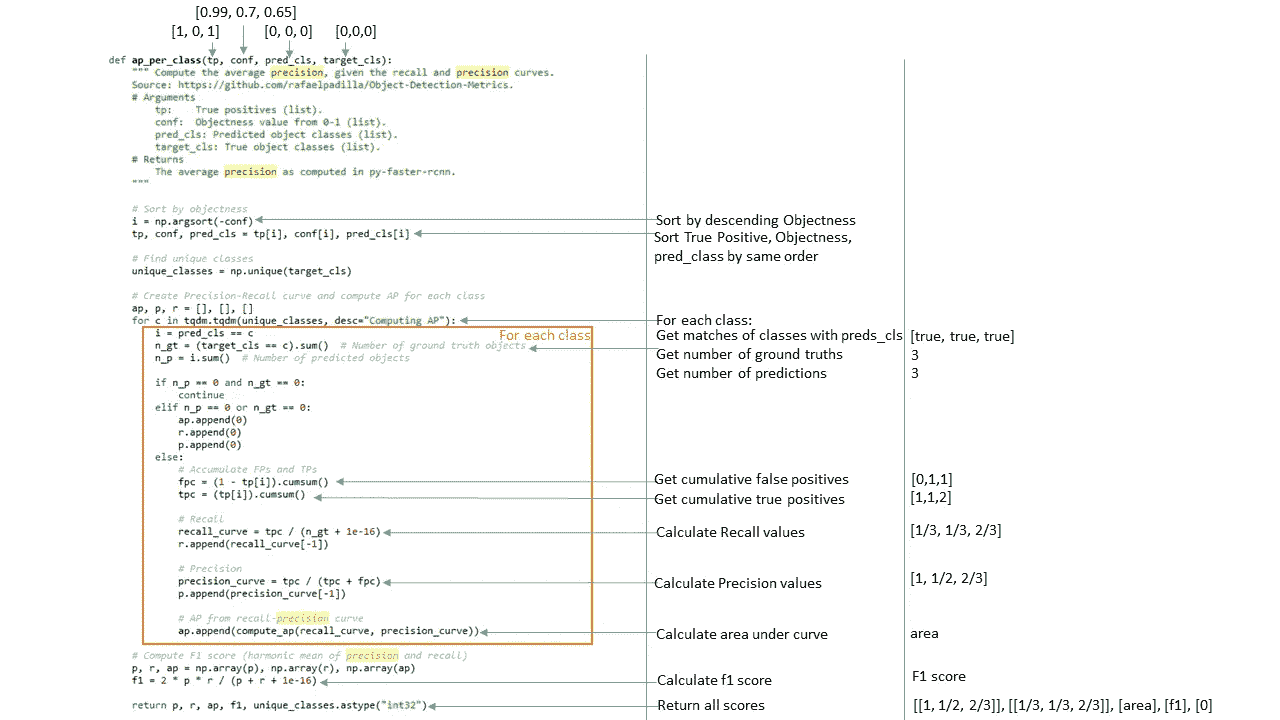 [0.99, 0.7, 0.65]
[1, 0, 1] [0, 0, 0] [0,0,0]
def ap_per_class(tp, conf, pred_cls, target_cls):
""" Compute the average precision, given the recall and precision curves.
Source: https://github.com/rafaelpadilla/Object-Detection-Metrics.
# Arguments
tp: True positives (list).
conf: Objectness value from 0-1 (list).
pred_cls: Predicted object classes (list).
target_cls: True object classes (list).
# Returns
The average precision as computed in py-faster-rcnn.
"""
# Sort by objectness
i = np.argsort(-conf) Sort by descending Objectness
tp, conf, pred_cls = tp[i], conf[i], pred_cls[i] Sort True Positive, Objectness,
pred_class by same order
# Find unique classes
unique_classes = np.unique(target_cls)
# Create Precision-Recall curve and compute AP for each class
ap, p, r = [], [], []
for c in tqdm.tqdm(unique_classes, desc="Computing AP"): For each class:
i = pred_cls == c For each class Get matches of classes with preds_cls [true, true, true]
n_gt = (target_cls == c).sum() # Number of ground truth objects Get number of ground truths 3
n_p = i.sum() # Number of predicted objects Get number of predictions 3
if n_p == 0 and n_gt == 0:
continue
elif n_p == 0 or n_gt == 0:
ap.append(0)
r.append(0)
p.append(0)
else:
# Accumulate FPs and TPs
fpc = (1 - tp[i]).cumsum() Get cumulative false positives [0,1,1]
tpc = (tp[i]).cumsum() Get cumulative true positives [1,1,2]
# Recall
recall_curve = tpc / (n_gt + 1e-16) Calculate Recall values [1/3, 1/3, 2/3]
r.append(recall_curve[-1])
# Precision
precision_curve = tpc / (tpc + fpc) Calculate Precision values [1, 1/2, 2/3]
p.append(precision_curve[-1])
# AP from recall-precision curve
ap.append(compute_ap(recall_curve, precision_curve)) Calculate area under curve area
# Compute F1 score (harmonic mean of precision and recall)
p, r, ap = np.array(p), np.array(r), np.array(ap)
f1 = 2 * p * r / (p + r + 1e-16) Calculate f1 score F1 score
return p, r, ap, f1, unique_classes.astype("int32") Return all scores [[1, 1/2, 2/3]], [[1/3, 1/3, 2/3]], [area], [f1], [0]